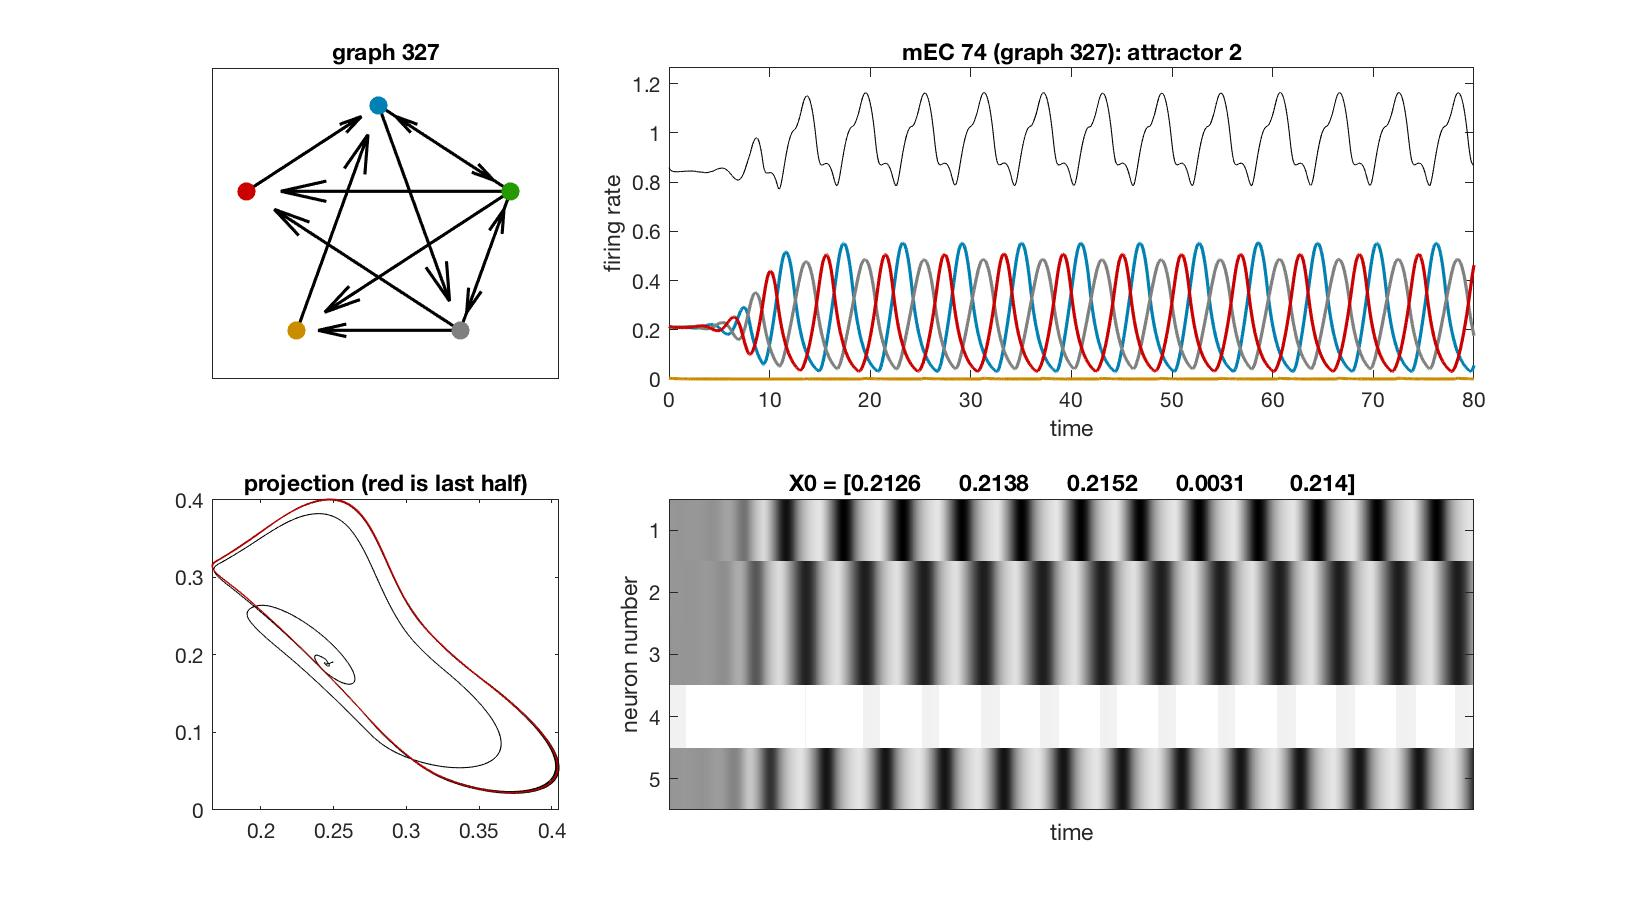 graph 327
mEC 74 (graph 327): attractor 2
1.2
1
0.8
0.6
0.4
0.2
0
firing rate
0 10 20 30 40 50 60 70 80
time
projection (red is last half)
0.4
0.3
0.2
0.1
0
0.2 0.25 0.3 0.35 0.4
X0 = [0.2126 0.2138 0.2152 0.0031 0.214]
1
2
3
4
5
neuron number
time